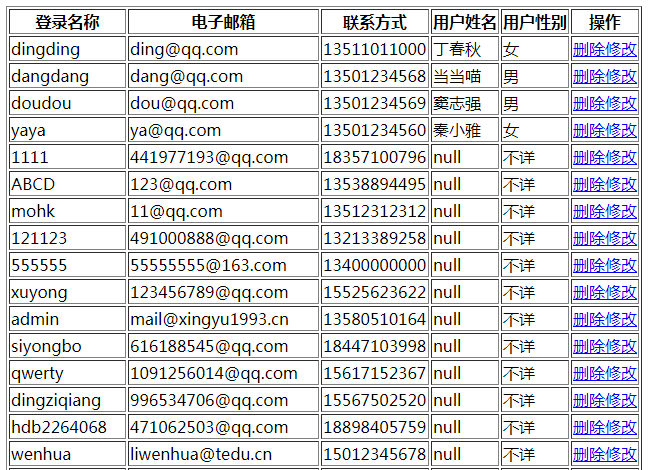 登录名称 电子邮箱 联系方式 用户姓名 用户性别 操作
dingding ding@qq.com 13511011000 丁春秋 女 删除修改
dangdang dang@qq.com 13501234568 当当喵 男 删除修改
doudou dou@qq.com 13501234569 窦志强 男 删除修改
yaya ya@qq.com 13501234560 秦小雅 女 删除修改
1111 441977193@qq.com 18357100796 null 不详 删除修改
ABCD 123@qq.com 13538894495 null 不详 删除修改
mohk 11@qq.com 13512312312 null 不详 删除修改
121123 491000888@qq.com 13213389258 null 不详 删除修改
555555 55555555@163.com 13400000000 null 不详 删除修改
xuyong 123456789@qq.com 15525623622 null 不详 删除修改
admin mail@xingyu1993.cn 13580510164 null 不详 删除修改
siyongbo 616188545@qq.com 18447103998 null 不详 删除修改
qwerty 1091256014@qq.com 15617152367 null 不详 删除修改
dingziqiang 996534706@qq.com 15567502520 null 不详 删除修改
hdb2264068 471062503@qq.com 18898405759 null 不详 删除修改
wenhua liwenhua@tedu.cn 15012345678 null 不详 删除修改